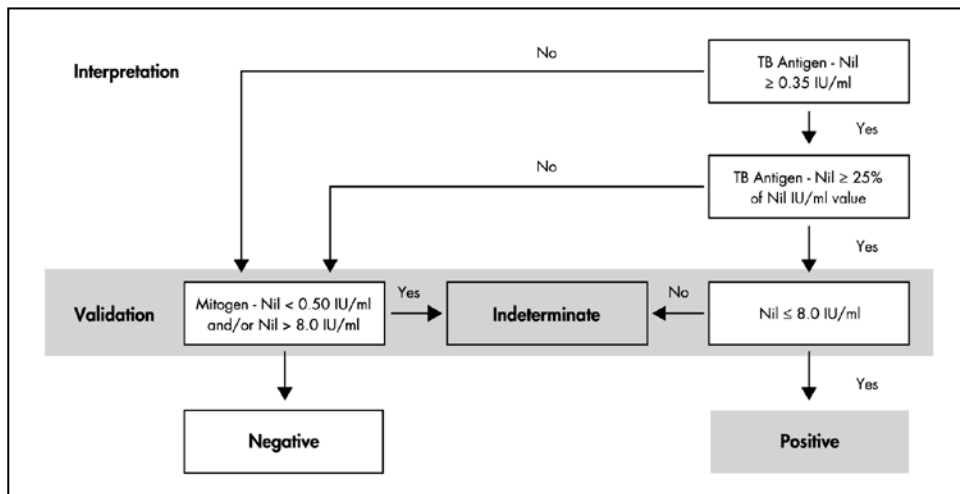 Interpretation
No
TB Antigen - Nil
≥ 0.35 IU/ml
Yes
No
TB Antigen - Nil ≥ 25%
of Nil IU/ml value
Yes
Validation
Mitogen - Nil < 0.50 IU/ml
and/or Nil > 8.0 IU/ml
Yes
Indeterminate
No
Nil ≤ 8.0 IU/ml
Yes
Negative
Positive